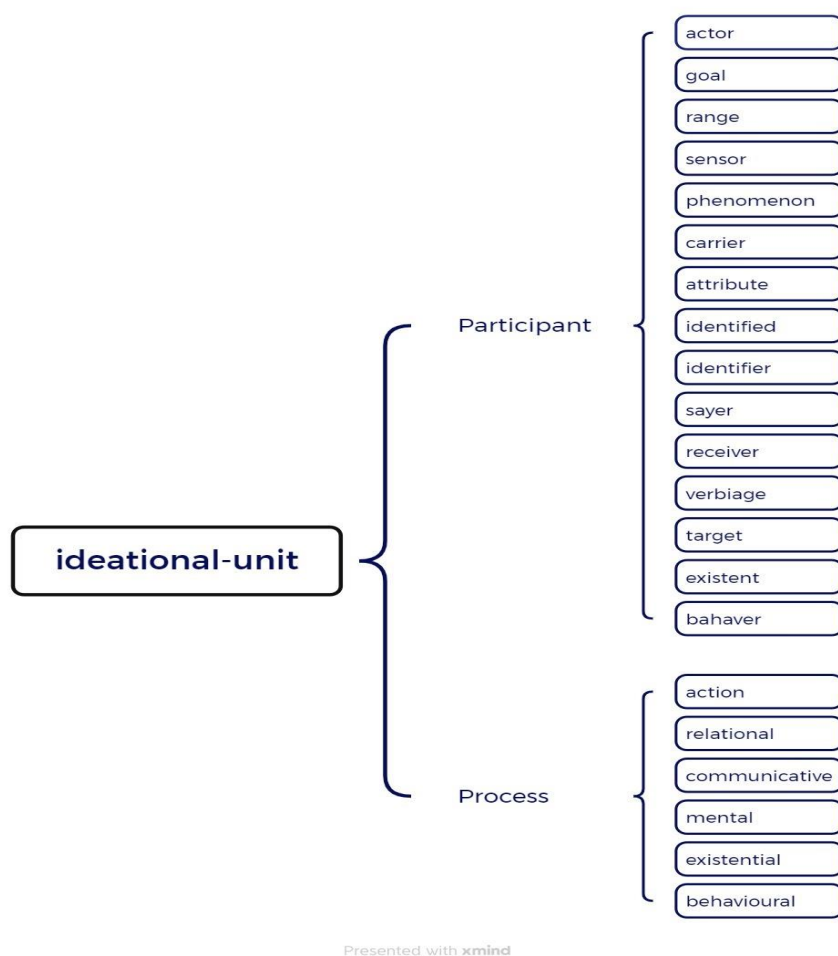 actor
goal
range
sensor
phenomenon
carrier
attribute
Participant
identified
identifier
sayer
receiver
verbiage
target
existent
bahaver
ideational-unit
action
relational
communicative
Process
mental
existential
behavioural
Presented with xmind